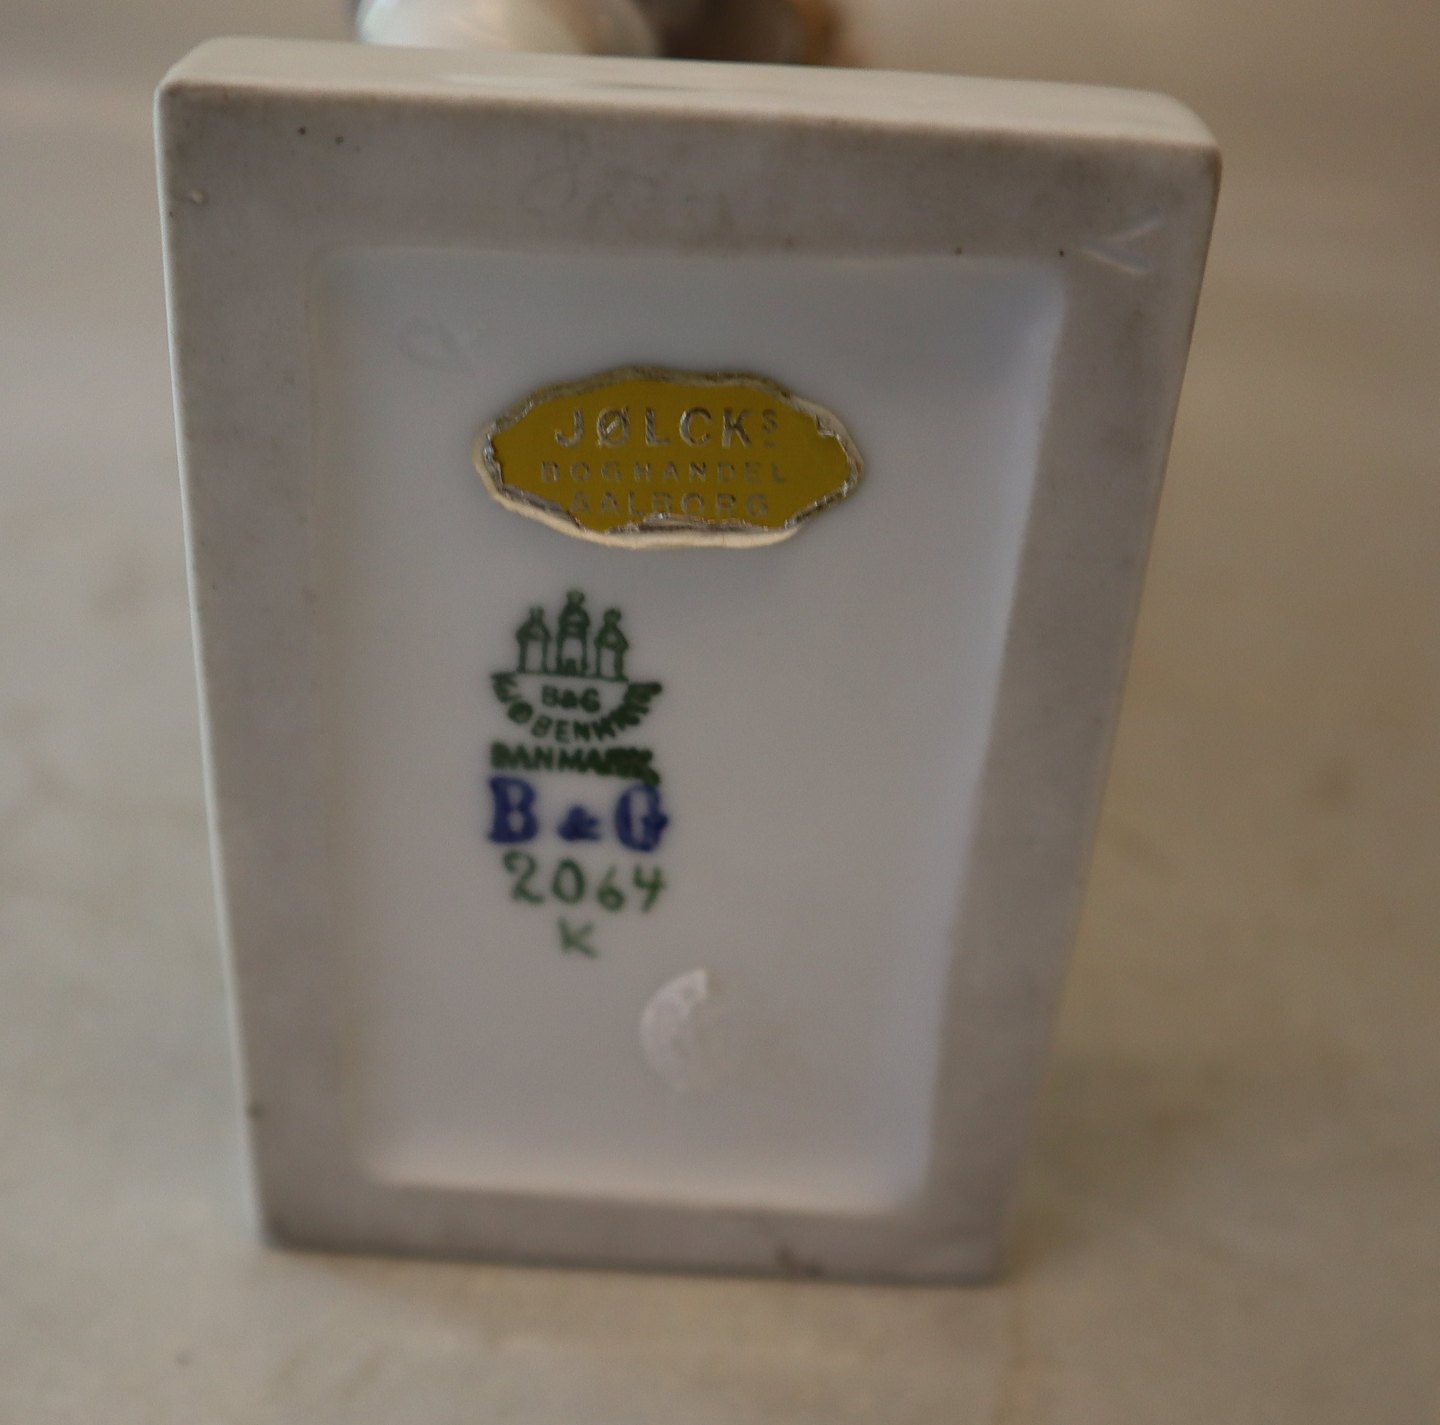 JØLCKS
BOGHANDEL
AALBORG
B&G
KØBENHAVN
DANMARK
B&G
2064
K